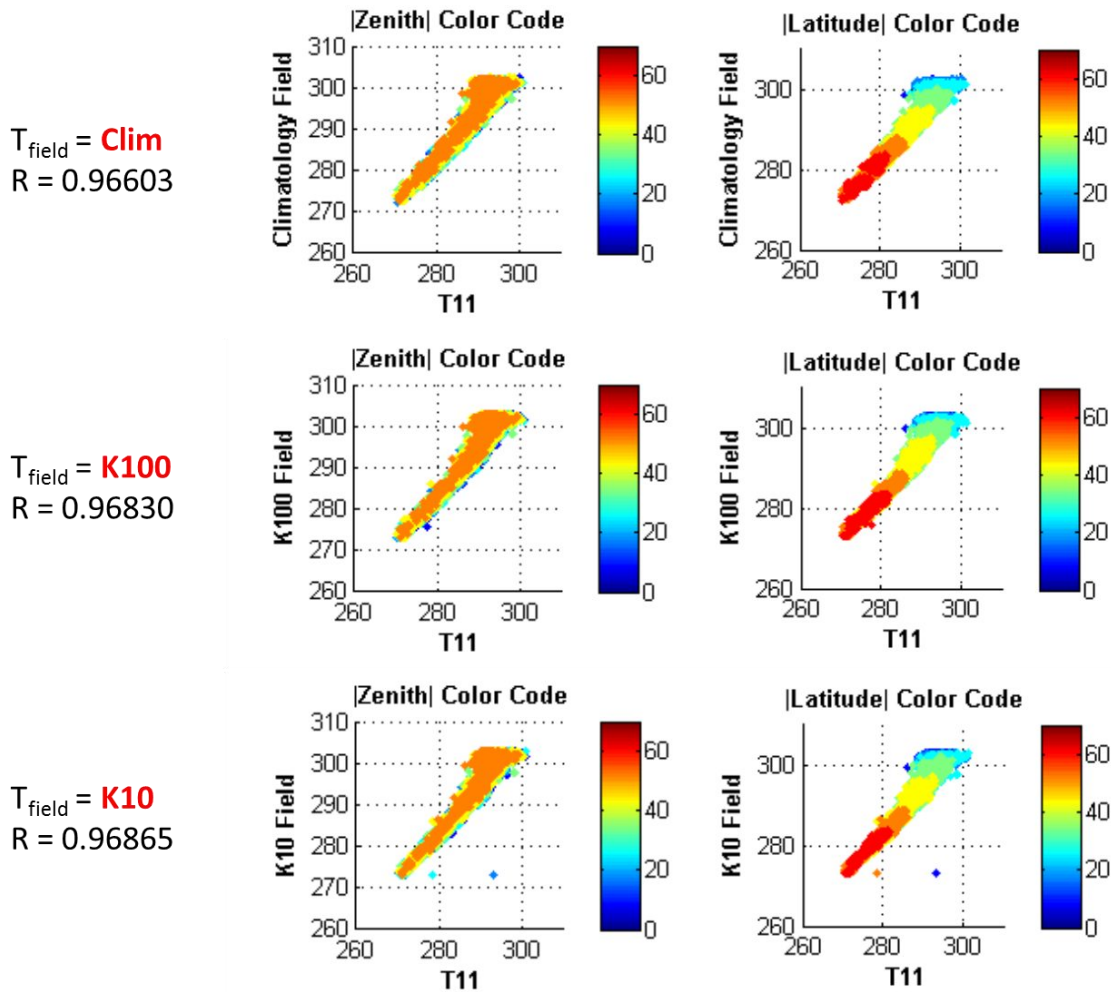 |Zenith| Color Code
|Latitude| Color Code
T_field = Clim
R = 0.96603
Climatology Field
310
300
290
280
270
260
260 280 300
T11
60
40
20
0
Climatology Field
300
280
260
260 280 300
T11
60
40
20
0
|Zenith| Color Code
|Latitude| Color Code
T_field = K100
R = 0.96830
K100 Field
310
300
290
280
270
260
260 280 300
T11
60
40
20
0
K100 Field
300
280
260
260 280 300
T11
60
40
20
0
|Zenith| Color Code
|Latitude| Color Code
T_field = K10
R = 0.96865
K10 Field
310
300
290
280
270
260
260 280 300
T11
60
40
20
0
K10 Field
300
280
260
260 280 300
T11
60
40
20
0